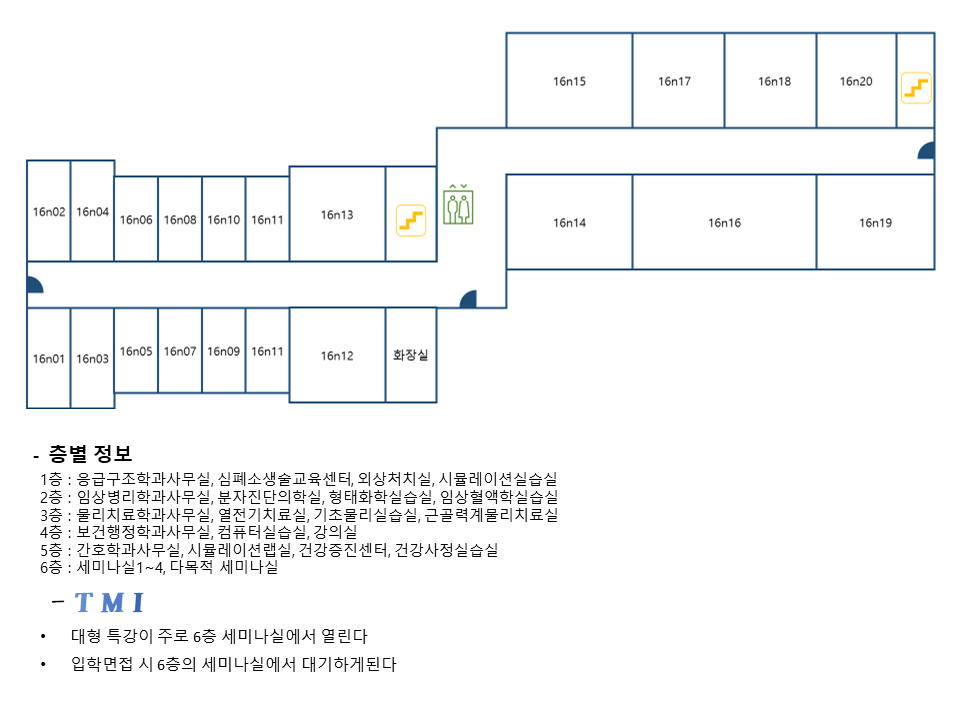 16n15 16n17 16n18 16n20
16n02 16n04 16n06 16n08 16n10 16n11 16n13
16n14 16n16 16n19
16n01 16n03 16n05 16n07 16n09 16n11 16n12 화장실
- 층별 정보
1층 : 응급구조학과사무실, 심폐소생술교육센터, 외상처치실, 시뮬레이션실습실
2층 : 임상병리학과사무실, 분자진단의학실, 형태화학실습실, 임상혈액학실습실
3층 : 물리치료학과사무실, 열전기치료실, 기초물리실습실, 근골력계물리치료실
4층 : 보건행정학과사무실, 컴퓨터실습실, 강의실
5층 : 간호학과사무실, 시뮬레이션랩실, 건강증진센터, 건강사정실습실
6층 : 세미나실1~4, 다목적 세미나실
- TMI
• 대형 특강이 주로 6층 세미나실에서 열린다
• 입학면접 시 6층의 세미나실에서 대기하게된다